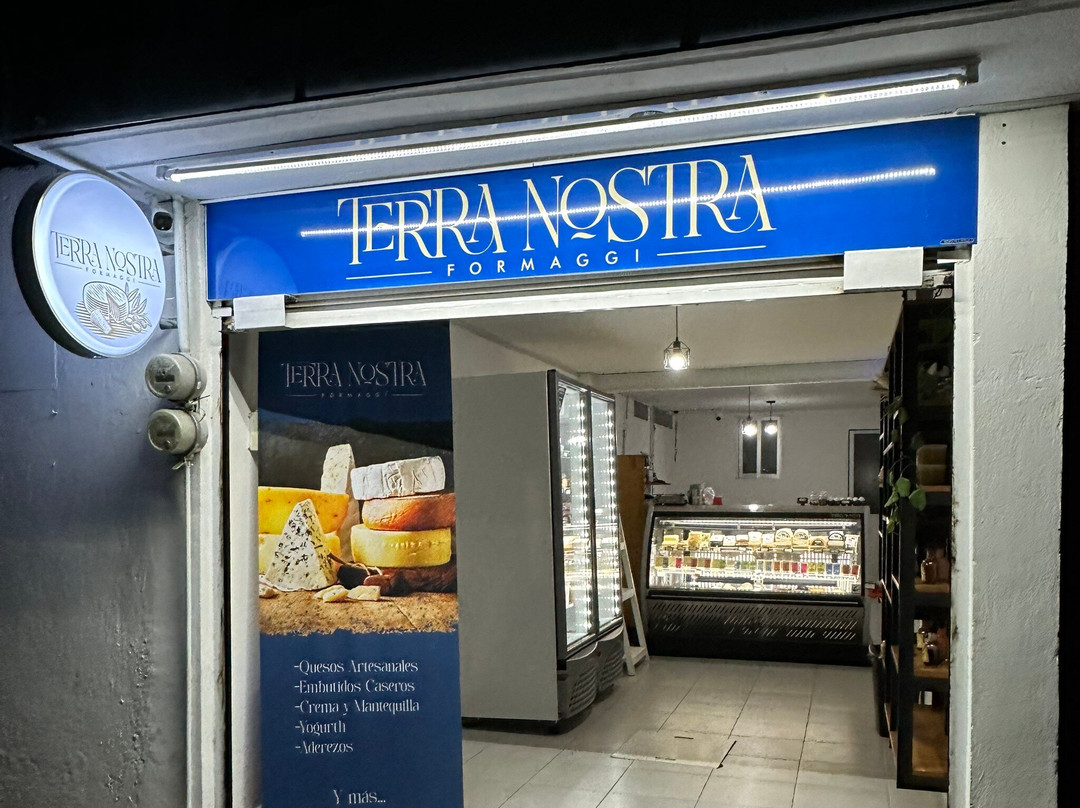 TERRA NOSTRA
FORMAGGI
TERRA NOSTRA
FORMAGGI
TERRA NOSTRA
FORMAGGI
-Quesos Artesanales
-Embutidos Caseros
-Crema y Mantequilla
-Yogurth
-Aderezos
Y más...